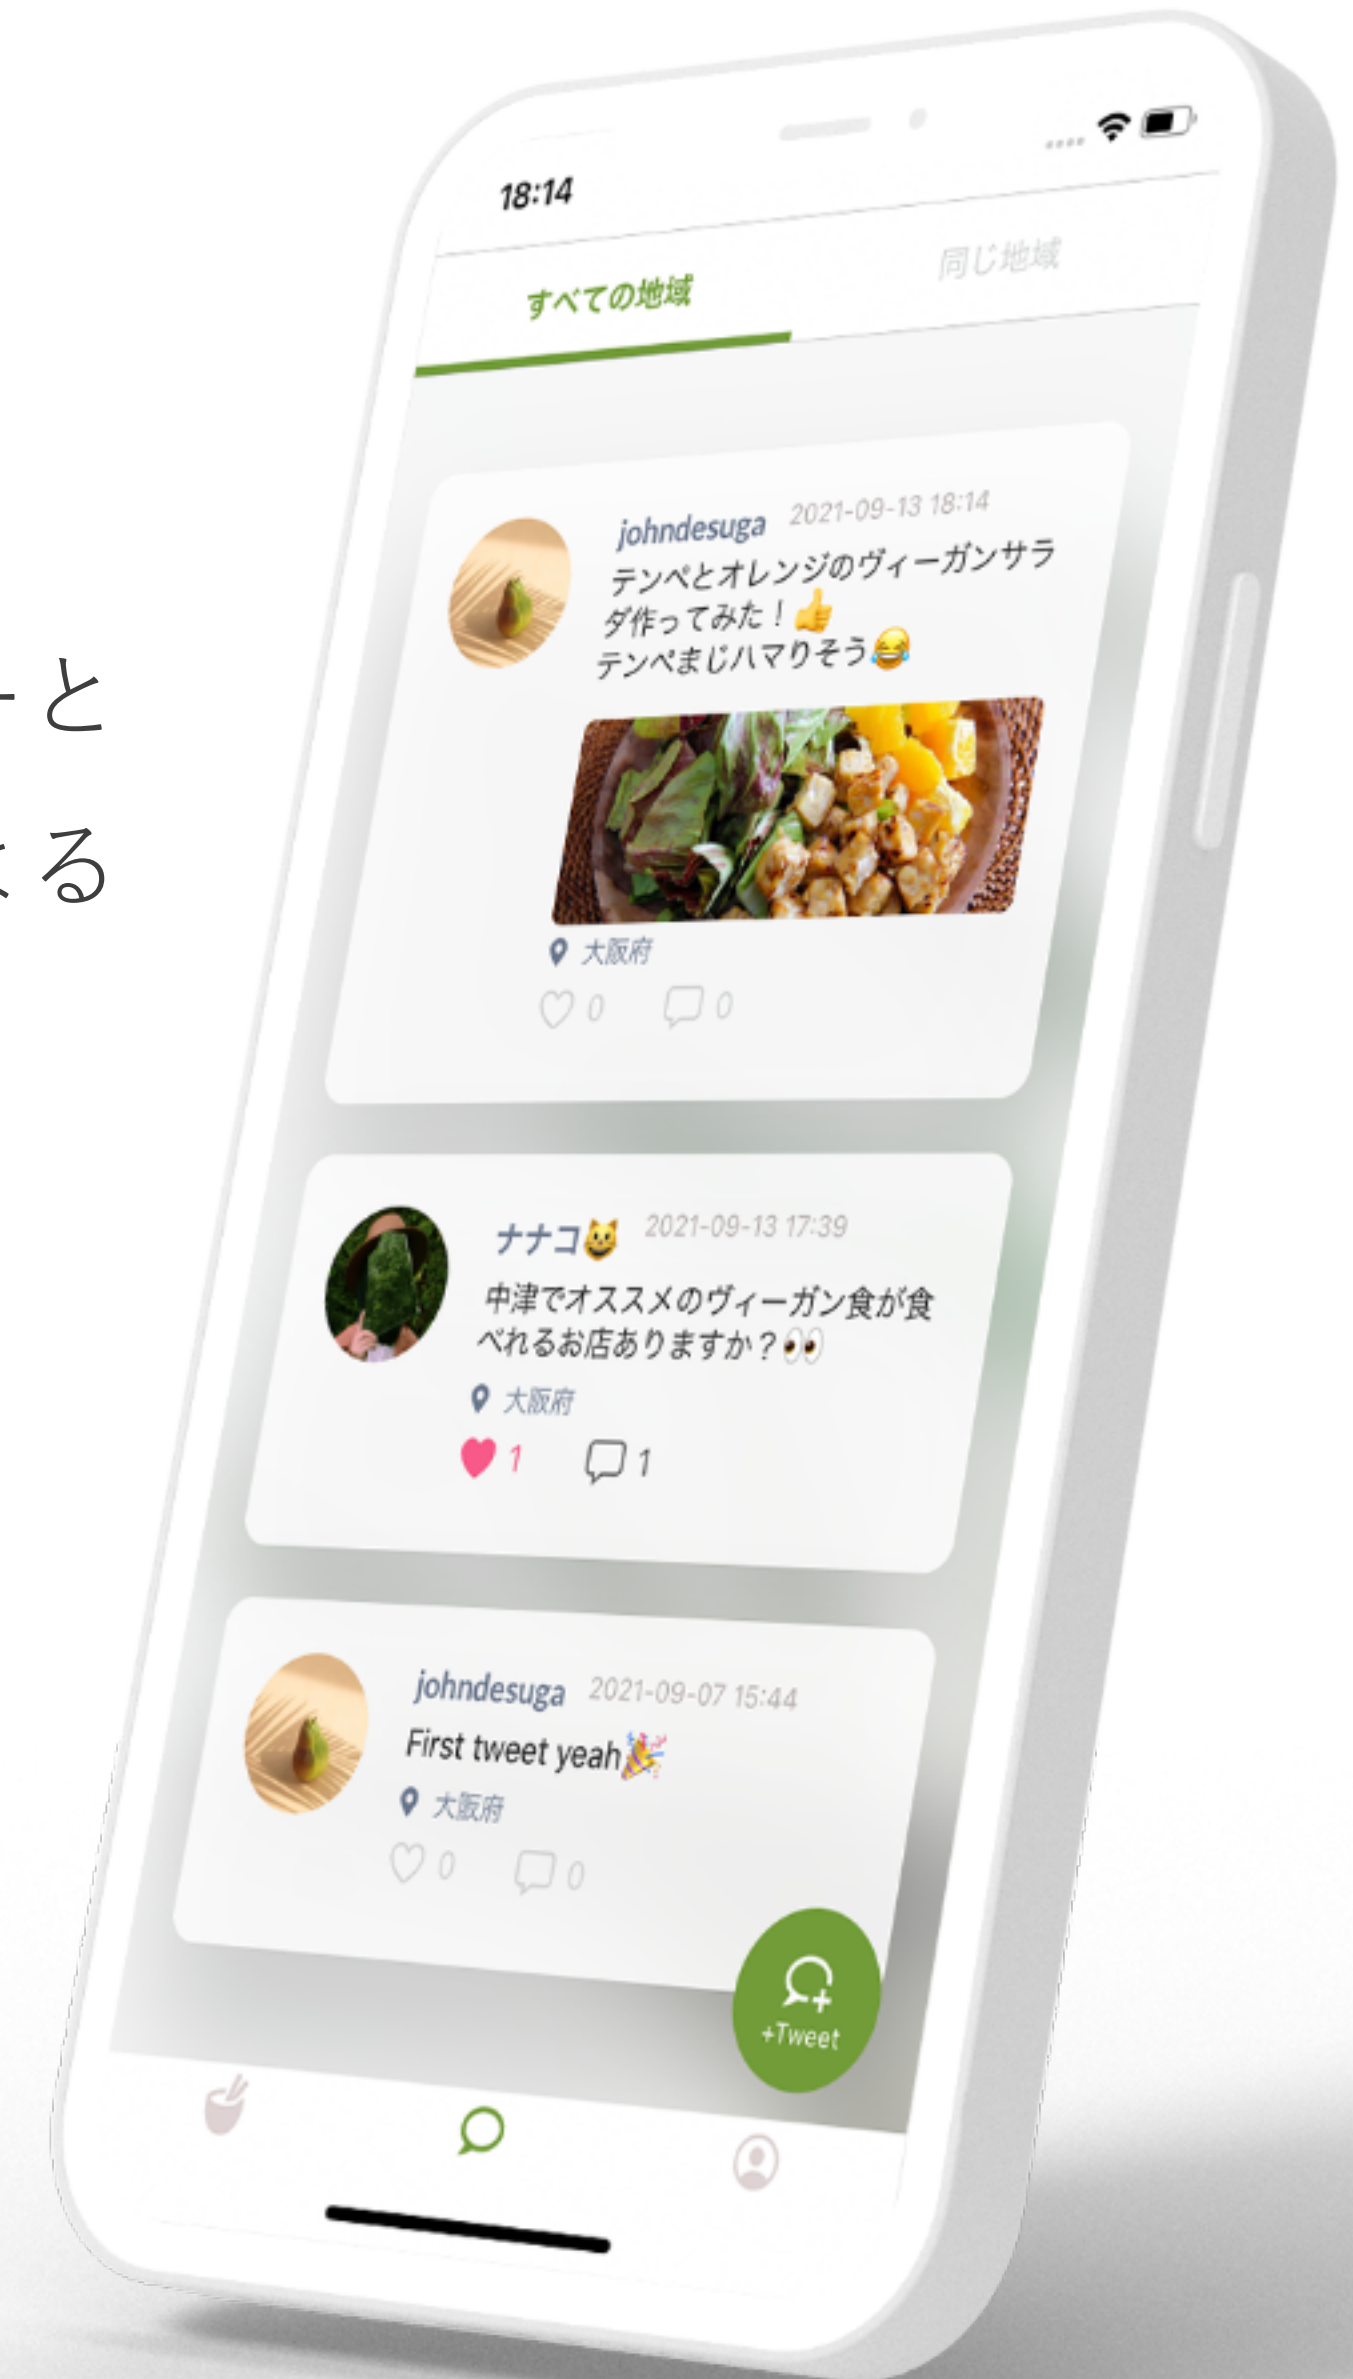 18:14
すべての地域
同じ地域
johndesuga 2021-09-13 18:14
テンペとオレンジのヴィーガンサラ
ダ作ってみた！👍
テンペまじハマりそう😂
大阪府
0 0
ーと
る
ナナコ😺 2021-09-13 17:39
中津でオススメのヴィーガン食が食
べれるお店ありますか？👀
大阪府
1 1
johndesuga 2021-09-07 15:44
First tweet yeah🎉
大阪府
0 0
+Tweet